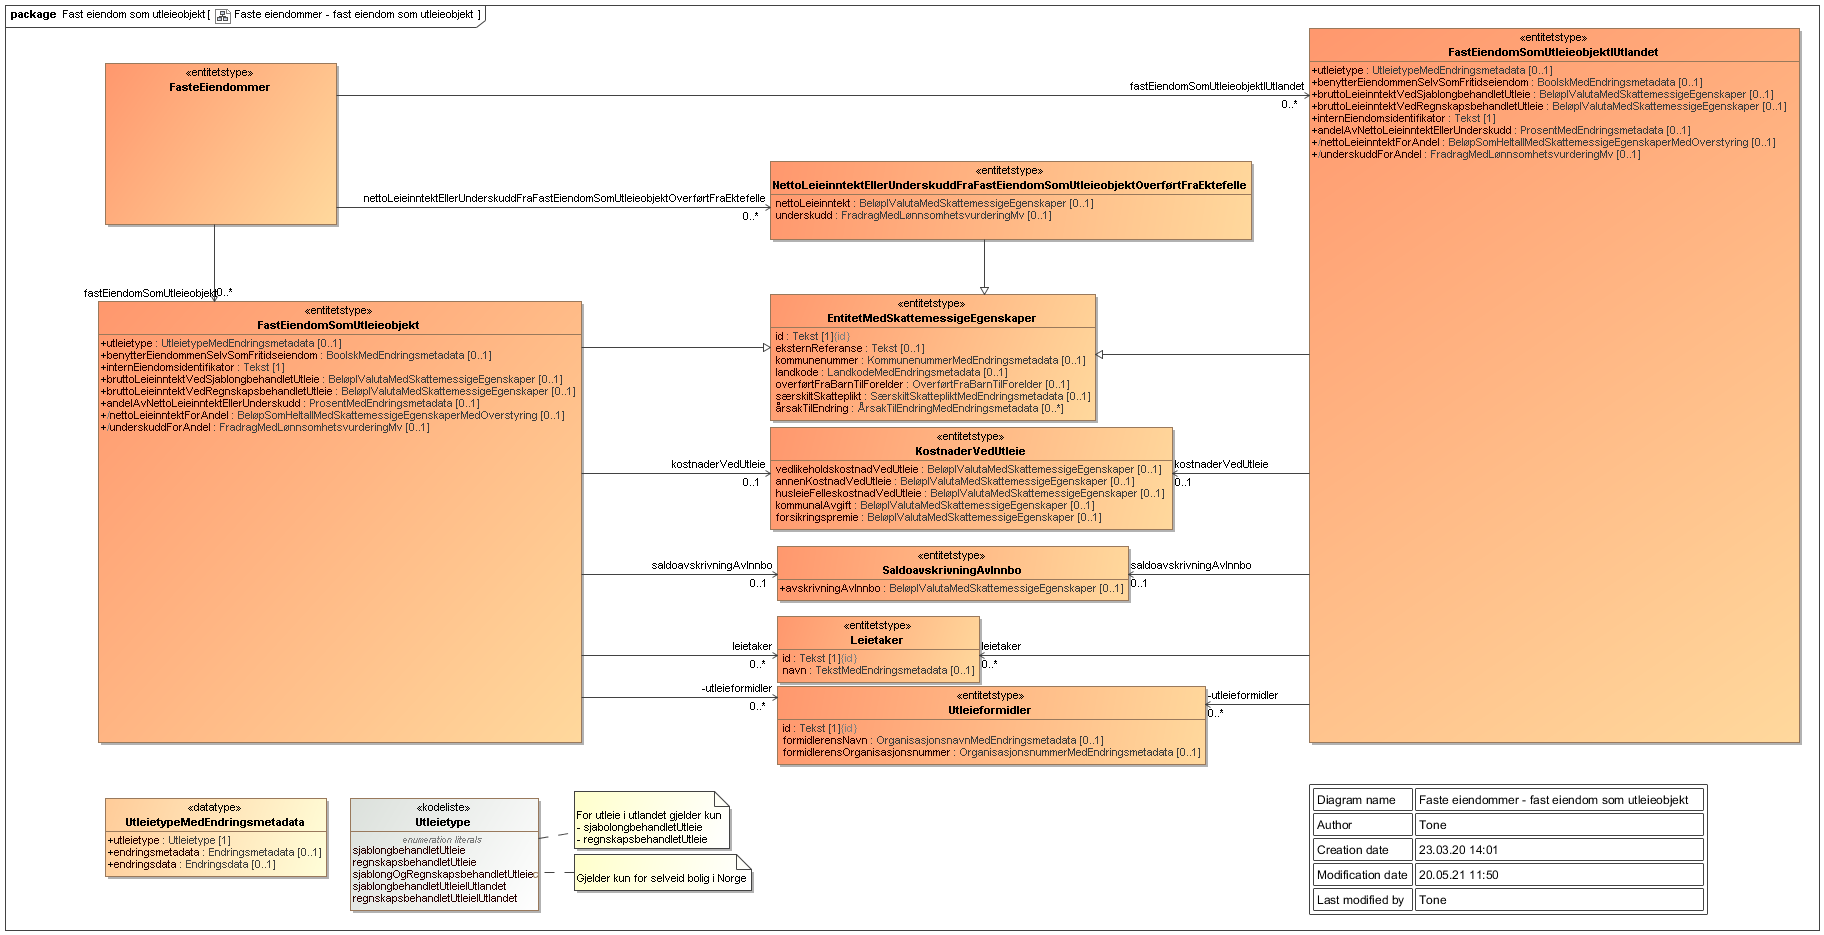 package Fast eiendom som utleieobjekt [ Faste eiendommer - fast eiendom som utleieobjekt ]
«entitetstype»
FasteEiendommer
fastEiendomSomUtleieobjektIUtlandet
0..*
nettoLeieinntektEllerUnderskuddFraFastEiendomSomUtleieobjektOverførtFraEktefelle
0..*
fastEiendomSomUtleieobjekt
0..*
«entitetstype»
FastEiendomSomUtleieobjektIUtlandet
+utleietype : UtleietypeMedEndringsmetadata [0..1]
+benytterEiendommenSelvSomFritidseiendom : BoolskMedEndringsmetadata [0..1]
+bruttoLeieinntektVedSjablongbehandletUtleie : BeløpIValutaMedSkattemessigeEgenskaper [0..1]
+bruttoLeieinntektVedRegnskapsbehandletUtleie : BeløpIValutaMedSkattemessigeEgenskaper [0..1]
+internEiendomsidentifikator : Tekst [1]
+andelAvNettoLeieinntektEllerUnderskudd : ProsentMedEndringsmetadata [0..1]
+/nettoLeieinntektForAndel : BeløpSomHeltallMedSkattemessigeEgenskaperMedOverstyring [0..1]
+/underskuddForAndel : FradragMedLønnsomhetsvurderingMv [0..1]
«entitetstype»
NettoLeieinntektEllerUnderskuddFraFastEiendomSomUtleieobjektOverførtFraEktefelle
nettoLeieinntekt : BeløpIValutaMedSkattemessigeEgenskaper [0..1]
underskudd : FradragMedLønnsomhetsvurderingMv [0..1]
«entitetstype»
FastEiendomSomUtleieobjekt
+utleietype : UtleietypeMedEndringsmetadata [0..1]
+benytterEiendommenSelvSomFritidseiendom : BoolskMedEndringsmetadata [0..1]
+internEiendomsidentifikator : Tekst [1]
+bruttoLeieinntektVedSjablongbehandletUtleie : BeløpIValutaMedSkattemessigeEgenskaper [0..1]
+bruttoLeieinntektVedRegnskapsbehandletUtleie : BeløpIValutaMedSkattemessigeEgenskaper [0..1]
+andelAvNettoLeieinntektEllerUnderskudd : ProsentMedEndringsmetadata [0..1]
+/nettoLeieinntektForAndel : BeløpSomHeltallMedSkattemessigeEgenskaperMedOverstyring [0..1]
+/underskuddForAndel : FradragMedLønnsomhetsvurderingMv [0..1]
«entitetstype»
EntitetMedSkattemessigeEgenskaper
id : Tekst [1]{id}
eksternReferanse : Tekst [0..1]
kommunenummer : KommunenummerMedEndringsmetadata [0..1]
landkode : LandkodeMedEndringsmetadata [0..1]
overførtFraBarnTilForelder : OverførtFraBarnTilForelder [0..1]
særskiltSkatteplikt : SærskiltSkattepliktMedEndringsmetadata [0..1]
årsakTilEndring : ÅrsakTilEndringMedEndringsmetadata [0..*]
kostnaderVedUtleie
0..1
«entitetstype»
KostnaderVedUtleie
vedlikeholdskostnadVedUtleie : BeløpIValutaMedSkattemessigeEgenskaper [0..1]
annenKostnadVedUtleie : BeløpIValutaMedSkattemessigeEgenskaper [0..1]
husleieFelleskostnadVedUtleie : BeløpIValutaMedSkattemessigeEgenskaper [0..1]
kommunalAvgift : BeløpIValutaMedSkattemessigeEgenskaper [0..1]
forsikringspremie : BeløpIValutaMedSkattemessigeEgenskaper [0..1]
kostnaderVedUtleie
0..1
saldoavskrivningAvInnbo
0..1
«entitetstype»
SaldoavskrivningAvInnbo
+avskrivningAvInnbo : BeløpIValutaMedSkattemessigeEgenskaper [0..1]
saldoavskrivningAvInnbo
0..1
leietaker
0..*
«entitetstype»
Leietaker
id : Tekst [1]{id}
navn : TekstMedEndringsmetadata [0..1]
leietaker
0..*
-utleieformidler
0..*
«entitetstype»
Utleieformidler
id : Tekst [1]{id}
formidlerensNavn : OrganisasjonsnavnMedEndringsmetadata [0..1]
formidlerensOrganisasjonsnummer : OrganisasjonsnummerMedEndringsmetadata [0..1]
-utleieformidler
0..*
«datatype»
UtleietypeMedEndringsmetadata
+utleietype : Utleietype [1]
+endringsmetadata : Endringsmetadata [0..1]
+endringsdata : Endringsdata [0..1]
«kodeliste»
Utleietype
enumeration literals
sjablongbehandletUtleie
regnskapsbehandletUtleie
sjablongOgRegnskapsbehandletUtleie
sjablongbehandletUtleieIUtlandet
regnskapsbehandletUtleieIUtlandet
For utleie i utlandet gjelder kun
- sjabolongbehandletUtleie
- regnskapsbehandletUtleie
Gjelder kun for selveid bolig i Norge
Diagram name Faste eiendommer - fast eiendom som utleieobjekt
Author Tone
Creation date 23.03.20 14:01
Modification date 20.05.21 11:50
Last modified by Tone